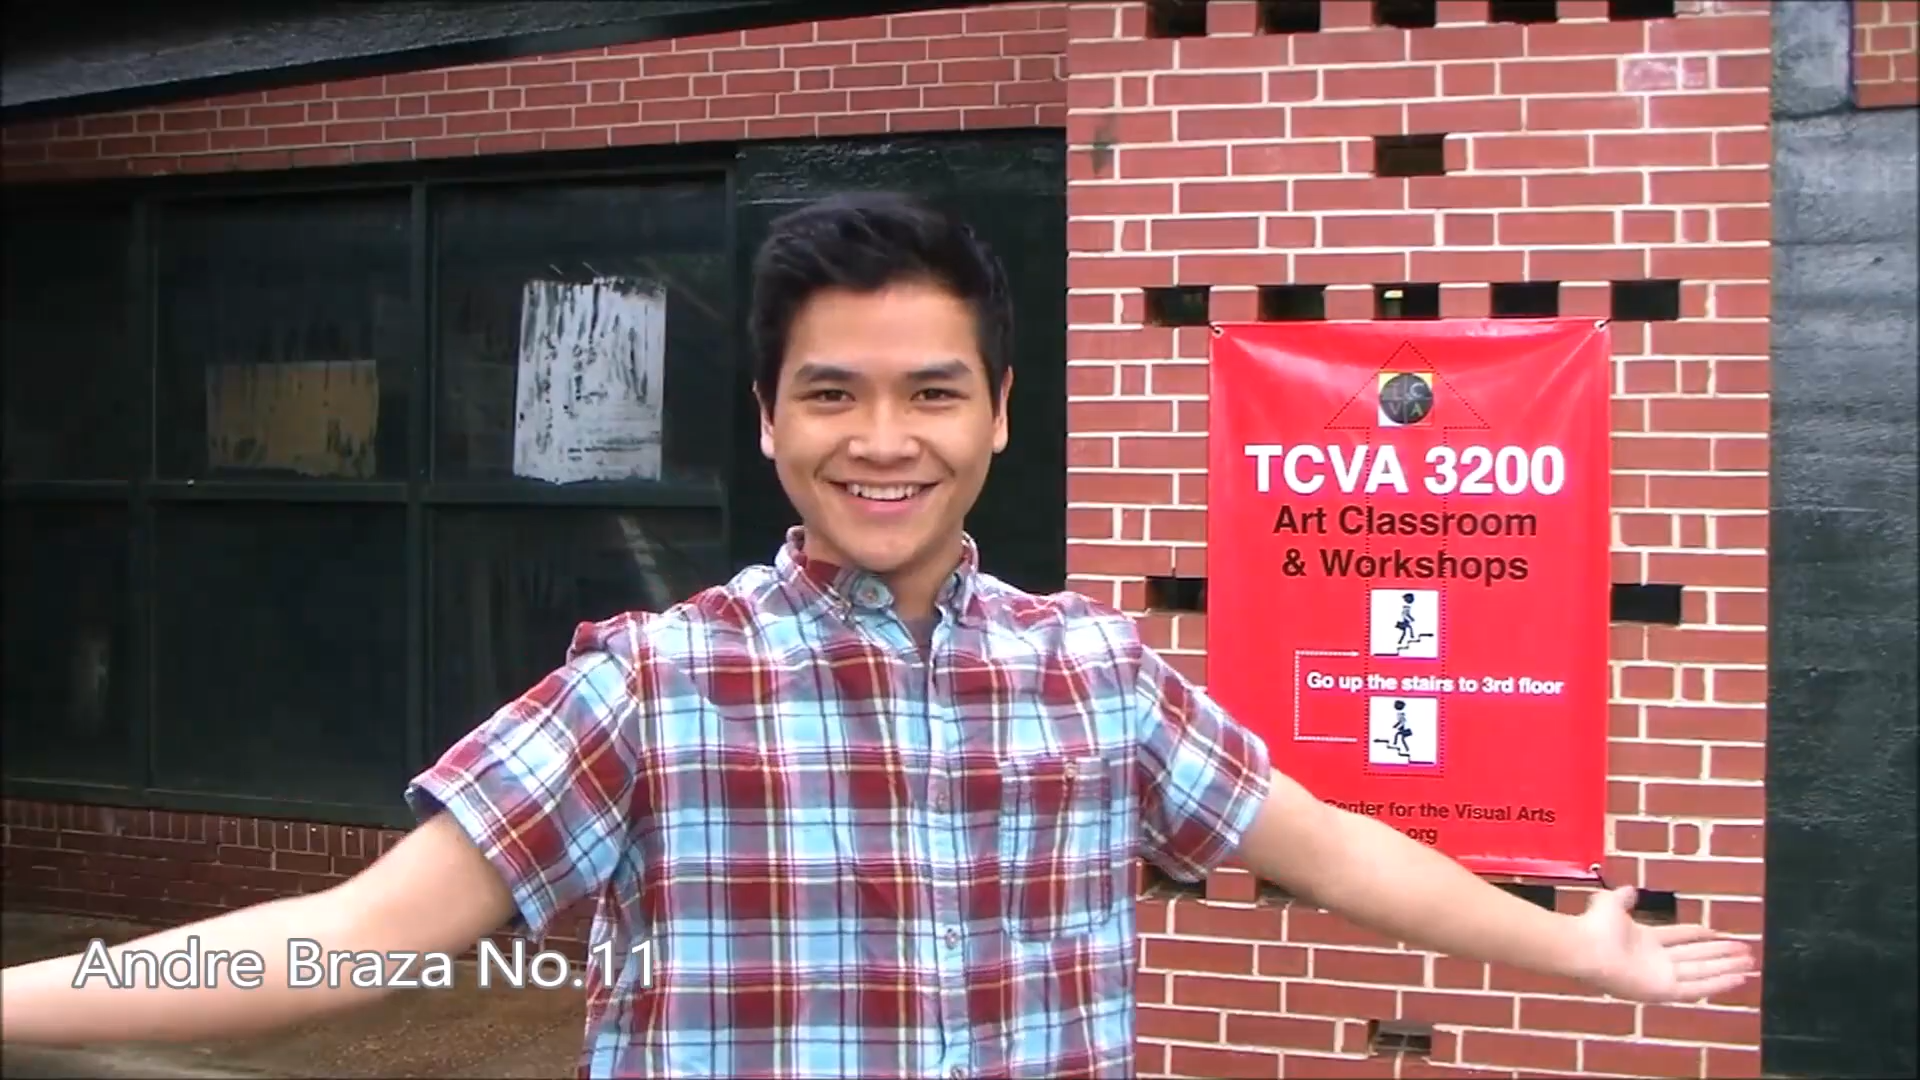 TCVA 3200
Art Classroom
& Workshops
Go up the stairs to 3rd floor
Center for the Visual Arts
.org
Andre Braza No.11